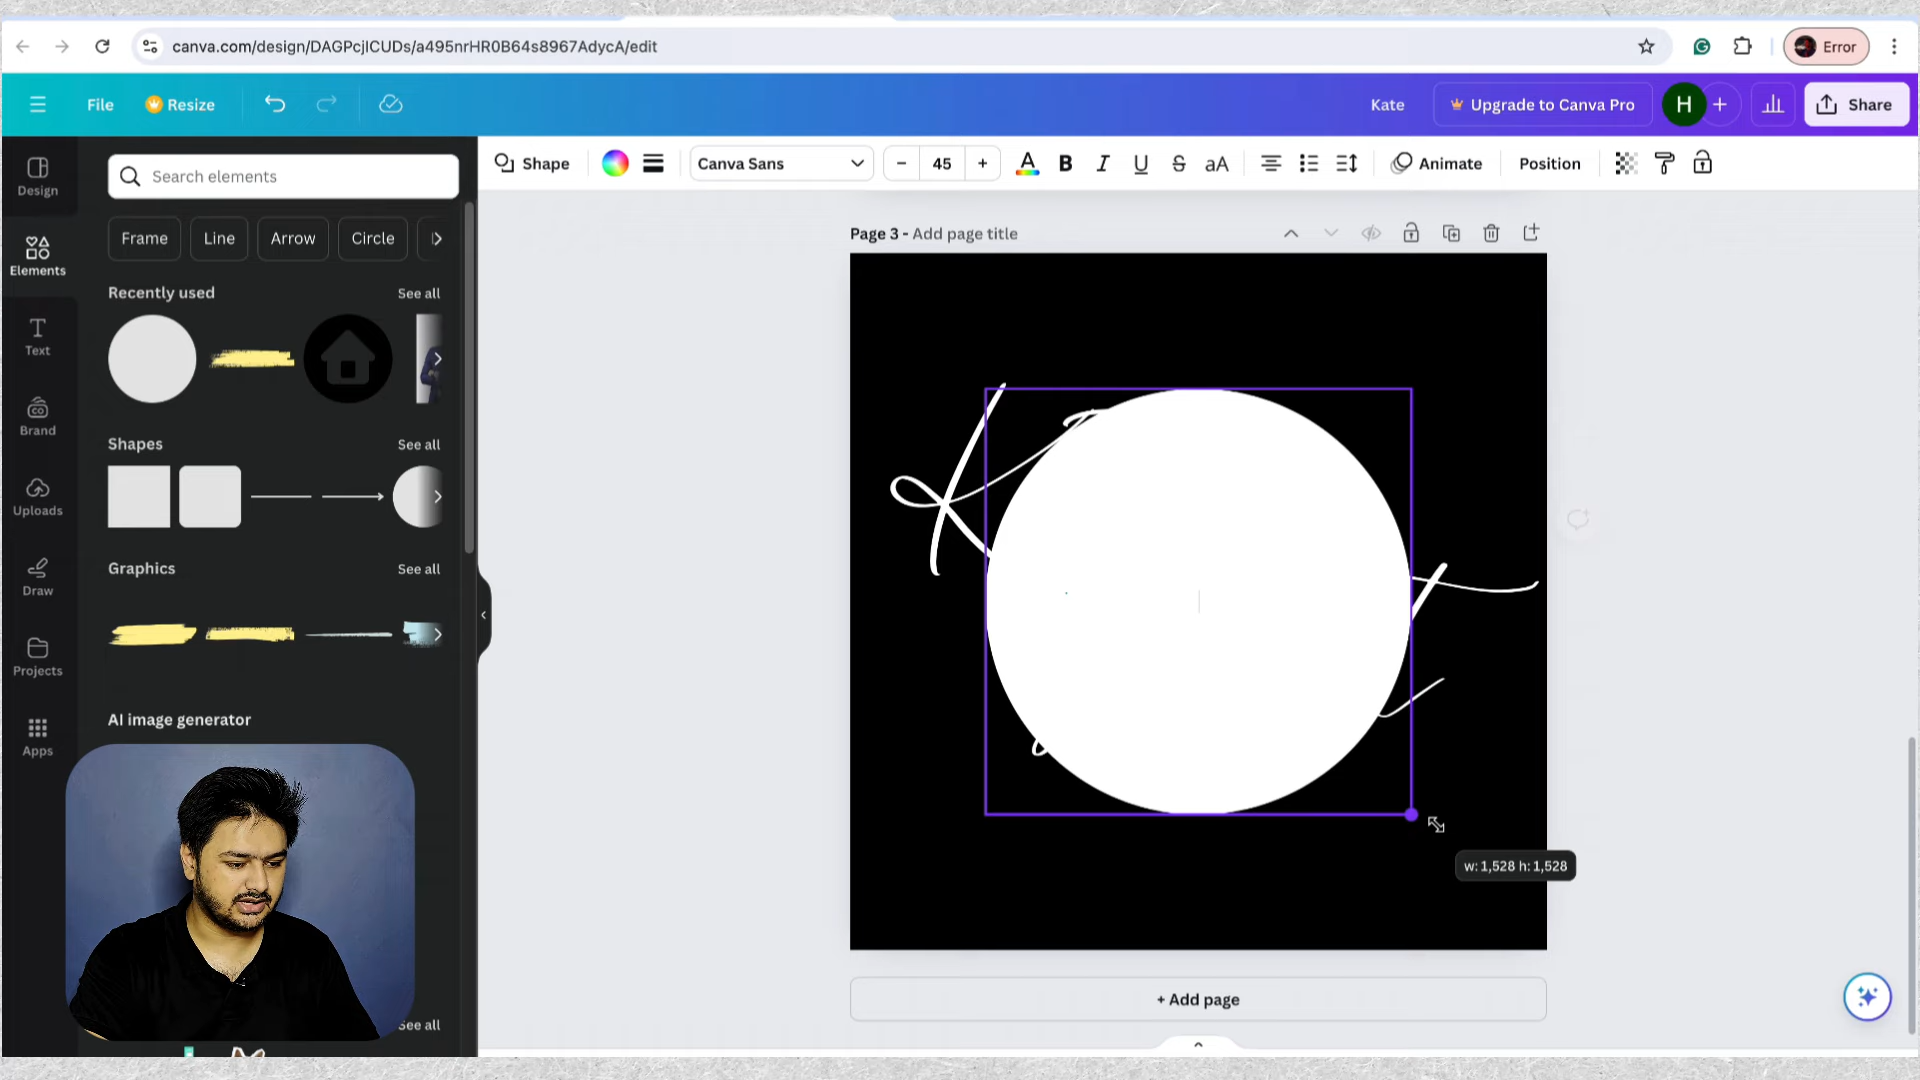 canva.com/design/DAGPcjlCUDs/a495nrHR0B64s8967AdycA/edit
Error
File
Resize
Kate
Upgrade to Canva Pro
H
Share
Shape
Canva Sans
45
A
B
I
U
S
aA
Animate
Position
Design
Elements
Text
Brand
Uploads
Draw
Projects
Apps
Search elements
Frame
Line
Arrow
Circle
Recently used
See all
Shapes
See all
Graphics
See all
AI image generator
See all
Page 3 - Add page title
K
w: 1,528 h: 1,528
+ Add page